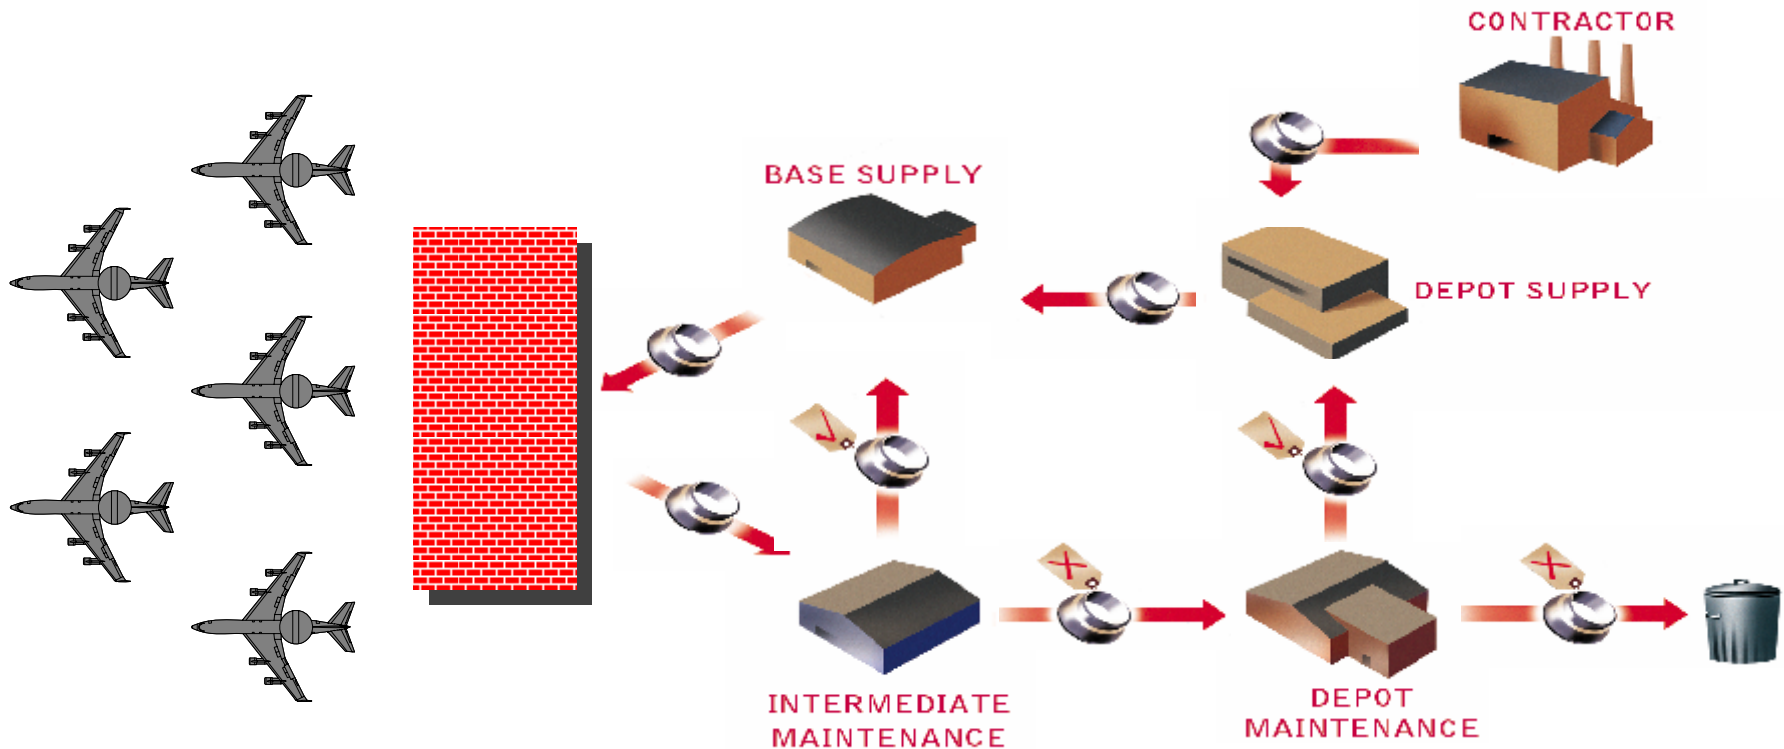 CONTRACTOR
BASE SUPPLY
DEPOT SUPPLY
INTERMEDIATE
MAINTENANCE
DEPOT
MAINTENANCE